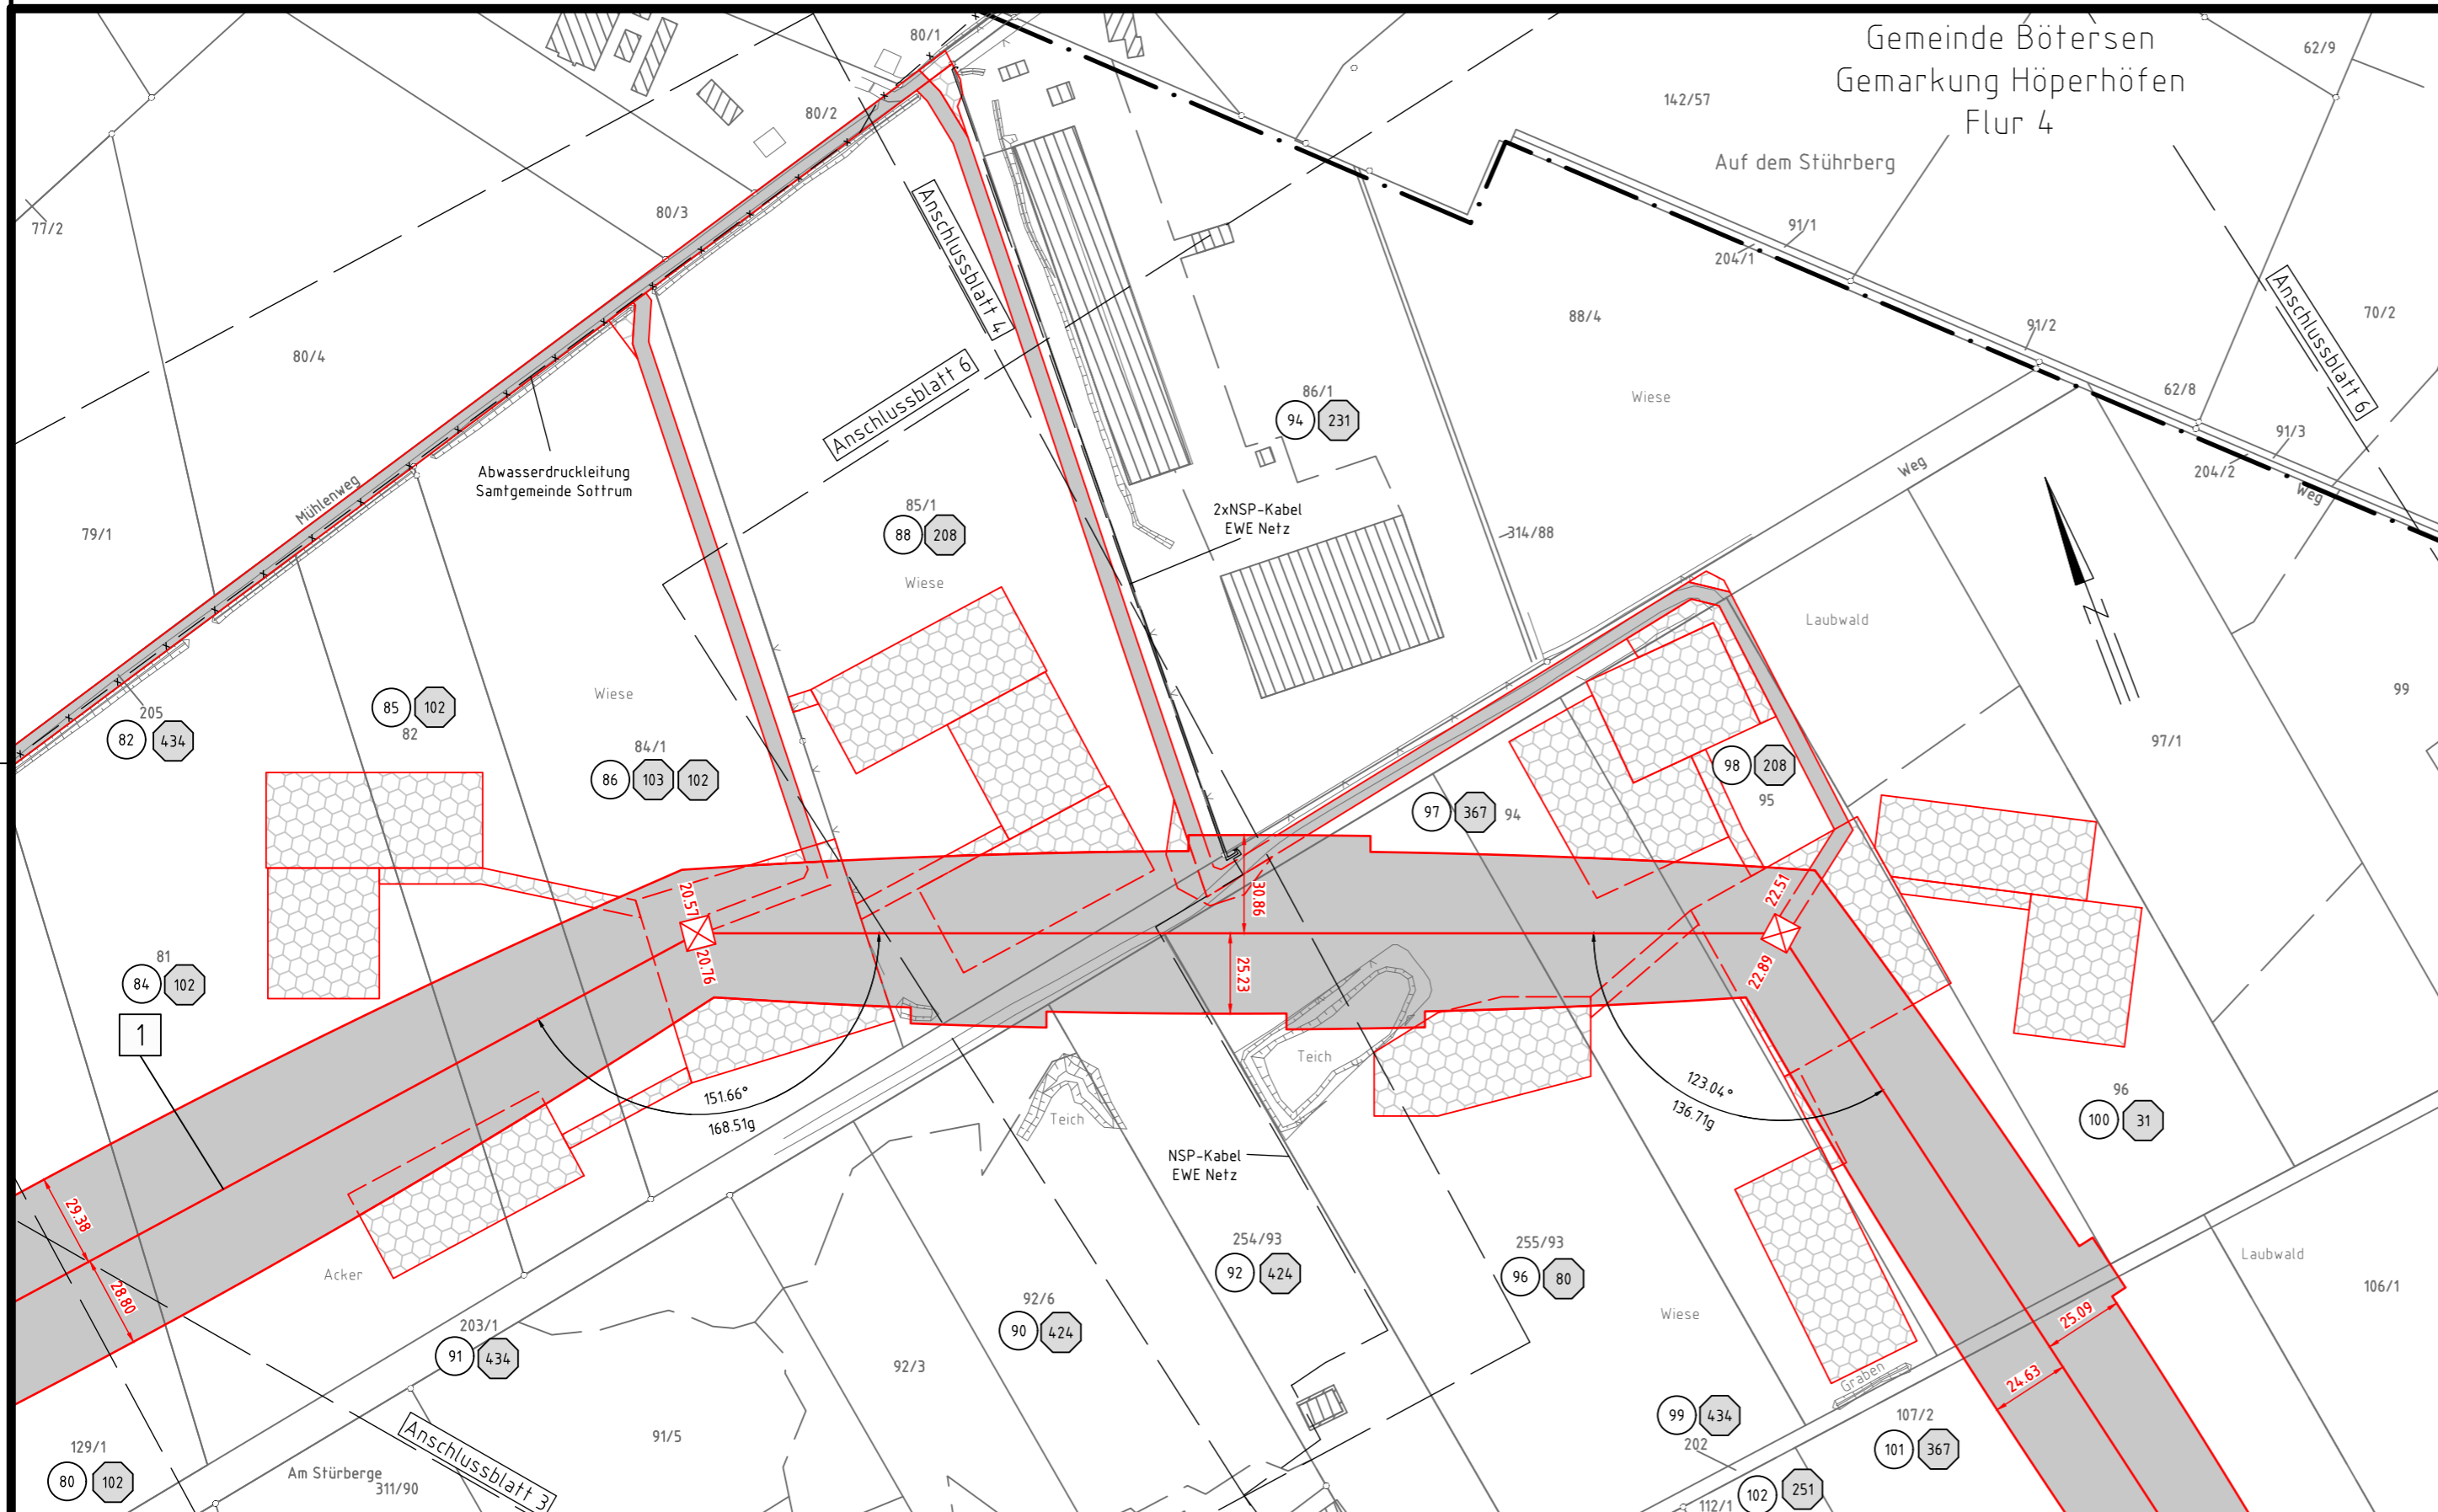 Gemeinde Bötersen
Gemarkung Höperhöfen
Flur 4
80/1
62/9
142/57
80/2
Auf dem Stührberg
80/3
77/2
91/1
204/1
Anschlussblatt 4
Anschlussblatt 6
70/2
88/4
91/2
80/4
86/1
94 231
Wiese
62/8
Anschlussblatt 6
91/3
204/2
Weg
Weg
Abwasserdruckleitung
Samtgemeinde Sottrum
Mühlenweg
79/1
85/1
88 208
Wiese
2xNSP-Kabel
EWE Netz
314/88
N
Laubwald
Wiese
99
205
82 434
85 102
82
84/1
86 103 102
97/1
98 208
95
97 367 94
20.57
20.76
30.86
25.23
22.51
22.89
81
84 102
1
Teich
Teich
151.66°
168.51g
123.04°
136.71g
96
100 31
NSP-Kabel
EWE Netz
29.38
28.80
Acker
254/93
92 424
255/93
96 80
Laubwald
106/1
92/6
90 424
Wiese
25.09
24.63
203/1
91 434
92/3
Graben
99 434
202
107/2
101 367
Anschlussblatt 3
91/5
129/1
80 102
Am Stürberge
311/90
102 251
112/1